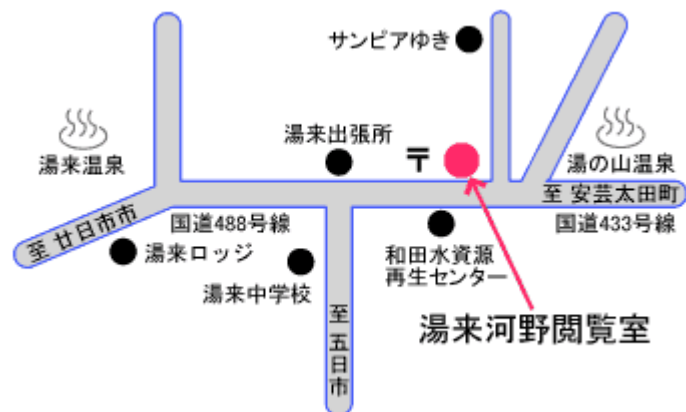 サンピアゆき
湯来出張所
〒
湯来温泉
湯の山温泉
至 安芸太田町
国道488号線
国道433号線
至 廿日市市
湯来ロッジ
和田水資源
再生センター
湯来中学校
至 五日市
湯来河野閲覧室